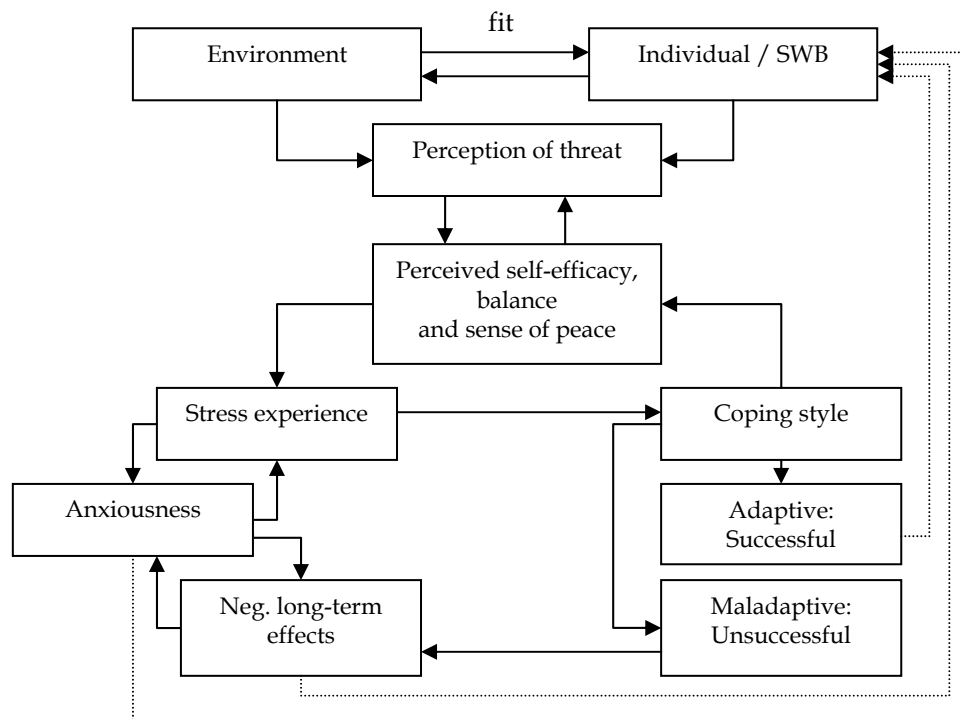 fit
Environment
Individual / SWB
Perception of threat
Perceived self-efficacy,
balance
and sense of peace
Stress experience
Coping style
Anxiousness
Adaptive:
Successful
Neg. long-term
effects
Maladaptive:
Unsuccessful